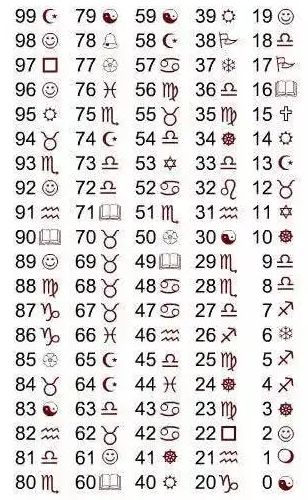 99 ☪ 79 ☯ 59 ☯ 39 ☼ 19 ☺
98 ☺ 78 🕭 58 ☪ 38 🏱 18 ♎
97 □ 77 🏵 57 ♋ 37 ❄ 17 🏱
96 ☺ 76 ♓ 56 ♍ 36 ♎ 16 🕮
95 ☼ 75 ♏ 55 ♉ 35 ♍ 15 ✞
94 ♉ 74 ☪ 54 ♎ 34 ☸ 14 ☼
93 ♏ 73 ♎ 53 ✡ 33 ♎ 13 ☪
92 ☺ 72 ♎ 52 ♋ 32 ♌ 12 ♉
91 ♒ 71 🕮 51 ♏ 31 ♒ 11 ✡
90 🕮 70 ♉ 50 🏵 30 ☯ 10 ☸
89 ☺ 69 ♉ 49 🕮 29 ♏ 9 ♎
88 ♍ 68 ♉ 48 ♋ 28 ♏ 8 ♎
87 ♑ 67 ♉ 47 ♋ 27 ♎ 7 ♐
86 ♑ 66 ♓ 46 ♒ 26 ♐ 6 ❄
85 🏵 65 ☪ 45 ♎ 25 ♍ 5 ♐
84 ♉ 64 ☪ 44 ♓ 24 ☸ 4 ♐
83 ☯ 63 ♎ 43 ♋ 23 ♍ 3 ☸
82 ♒ 62 ♉ 42 ♋ 22 □ 2 ☺
81 ♎ 61 ☺ 41 ☸ 21 ♒ 1 ❍
80 ♏ 60 🕮 40 ☼ 20 ♑ 0 ☯